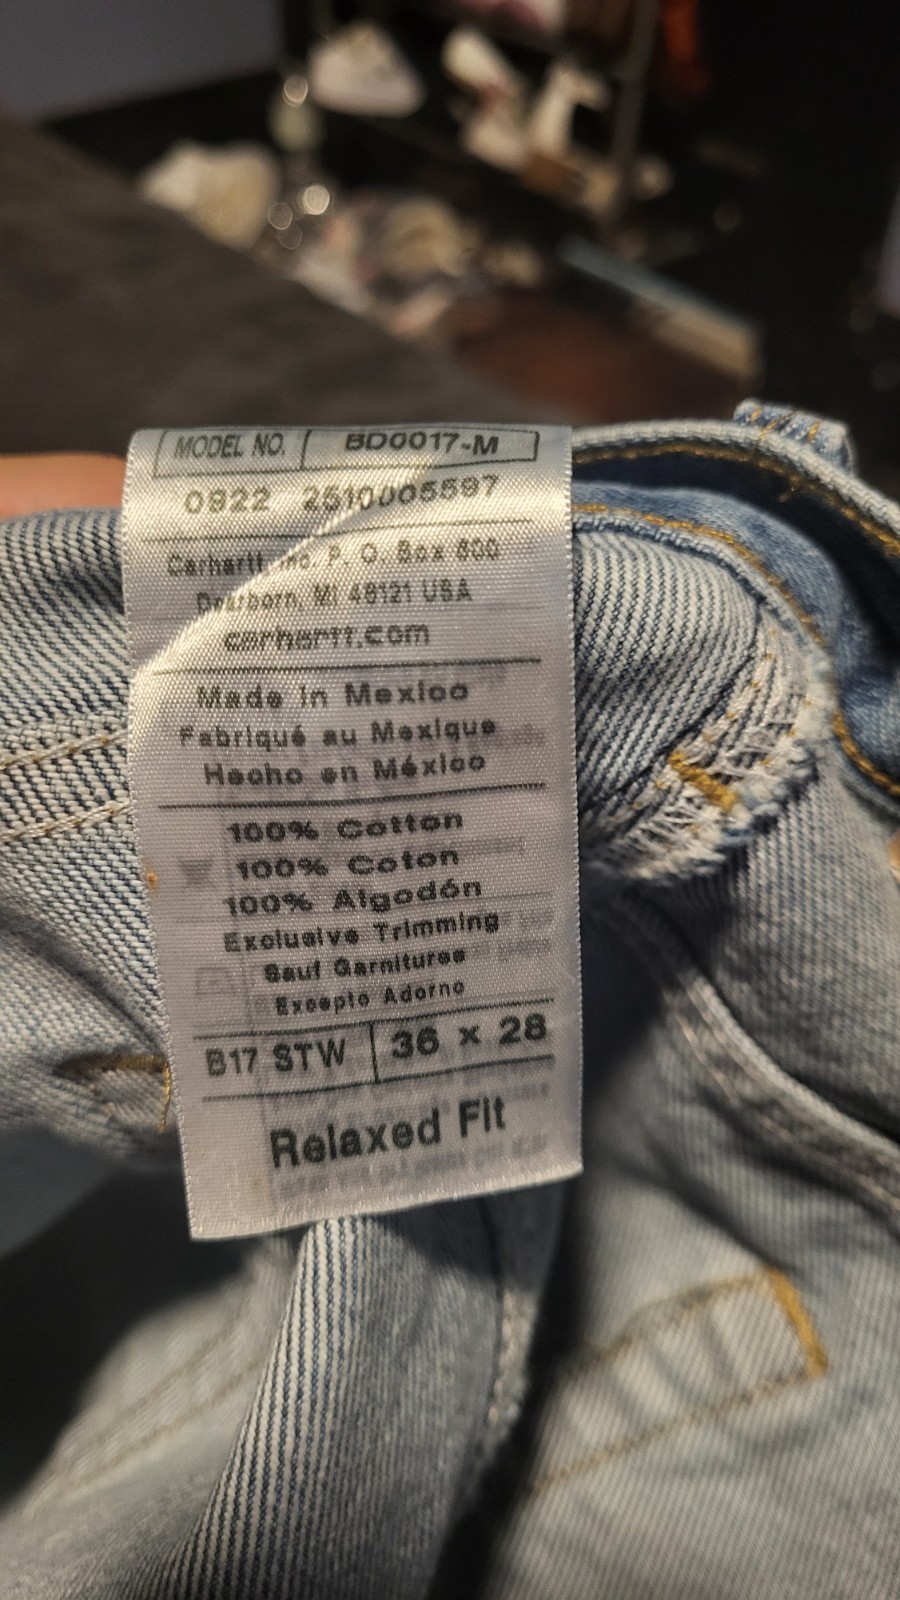 MODEL NO. BD0017-M
0922 2510005597
Carhartt, Inc. P. O. Box 600
Dearborn, MI 48121 USA
carhartt.com
Made in Mexico
Fabriqué au Mexique
Hecho en México
100% Cotton
100% Coton
100% Algodón
Exclusive Trimming
Sauf Garnitures
Excepto Adorno
B17 STW 36 x 28
Relaxed Fit